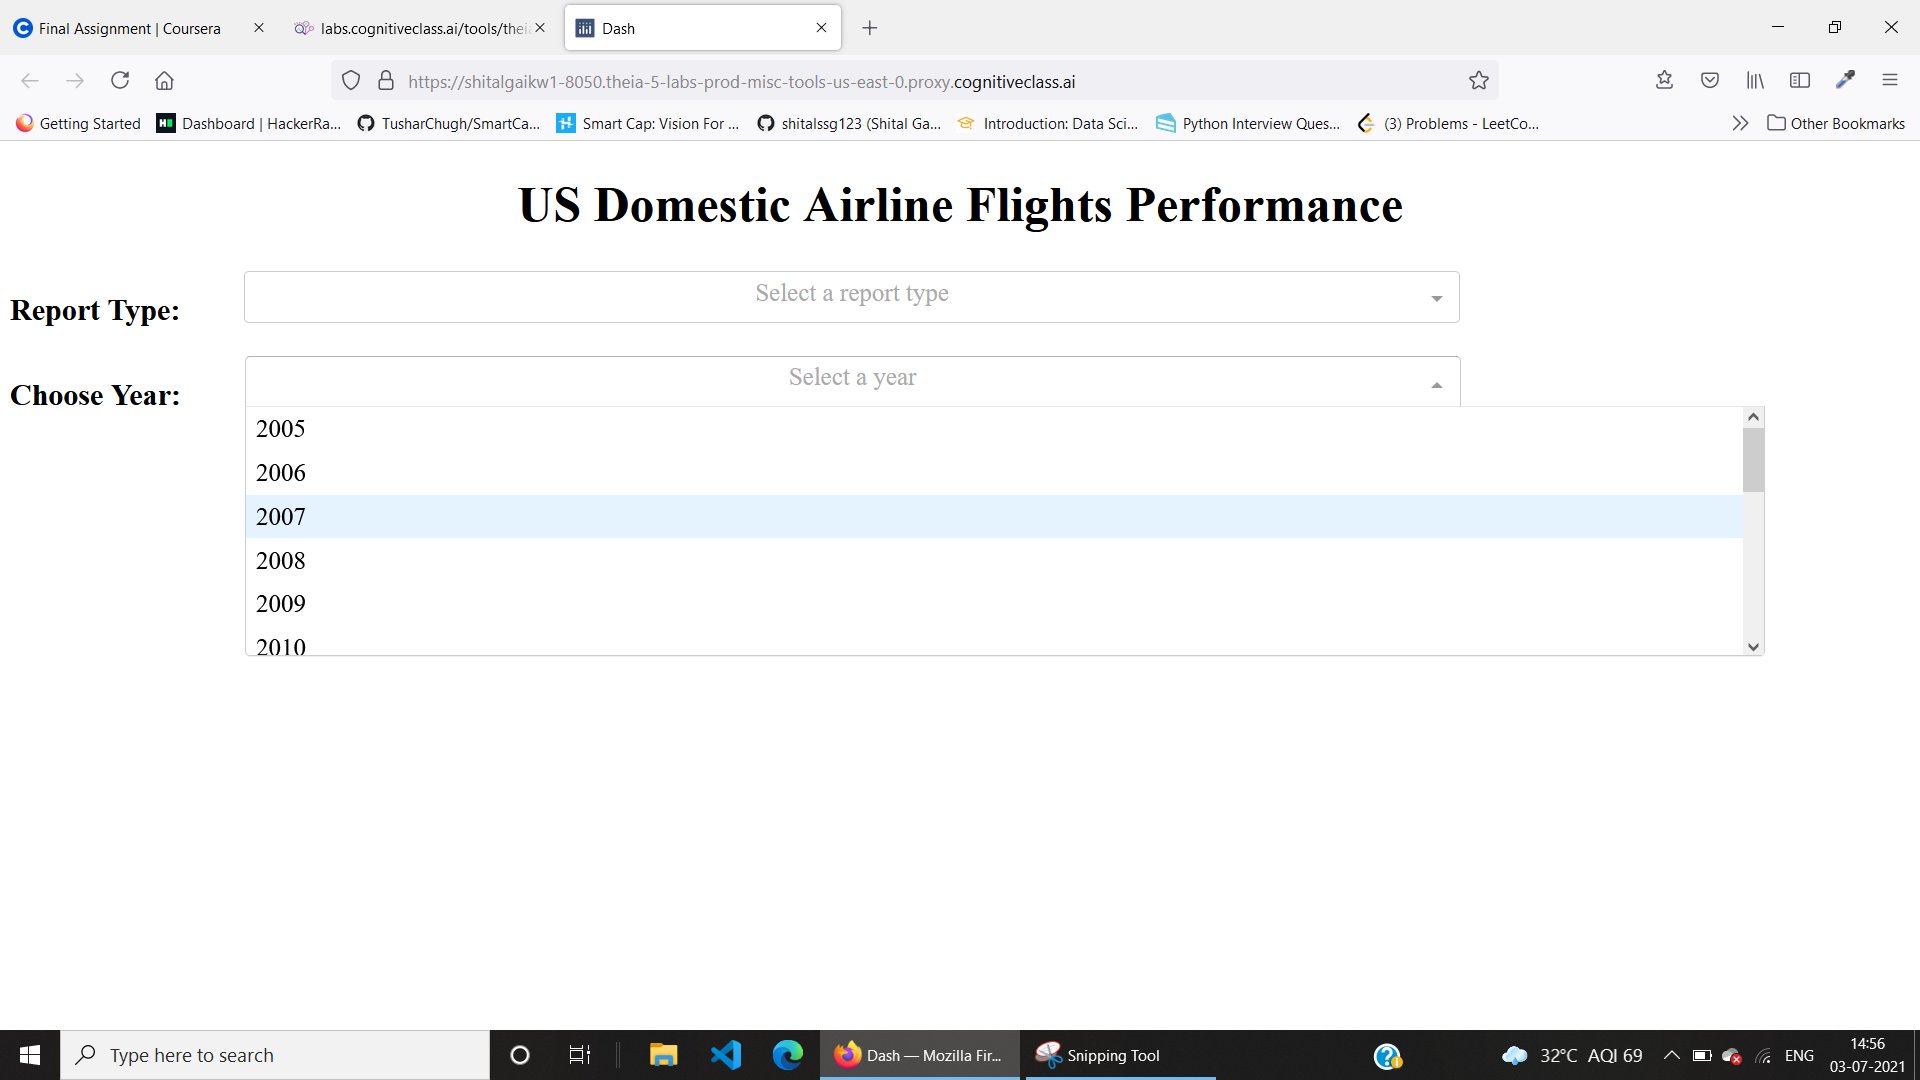 Final Assignment | Coursera
labs.cognitiveclass.ai/tools/thei
Dash
https://shitalgaikw1-8050.theia-5-labs-prod-misc-tools-us-east-0.proxy.cognitiveclass.ai
Getting Started
Dashboard | HackerRa...
TusharChugh/SmartCa...
Smart Cap: Vision For ...
shitalssg123 (Shital Ga...
Introduction: Data Sci...
Python Interview Ques...
(3) Problems - LeetCo...
Other Bookmarks
US Domestic Airline Flights Performance
Report Type:
Select a report type
Choose Year:
Select a year
2005
2006
2007
2008
2009
2010
Type here to search
Dash — Mozilla Fir...
Snipping Tool
32°C AQI 69
ENG
14:56
03-07-2021